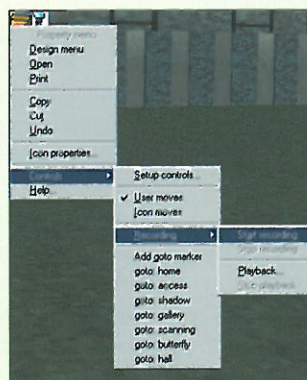 Property menu
Design menu
Open
Print
Copy
Cut
Undo
Icon properties...
Controls
Help...
Setup controls...
User moves
Icon moves
Recording
Add goto marker
goto: home
goto: access
goto: shadow
goto: gallery
goto: scanning
goto: butterfly
goto: hall
Start recording
Stop recording
Playback...
Stop playback